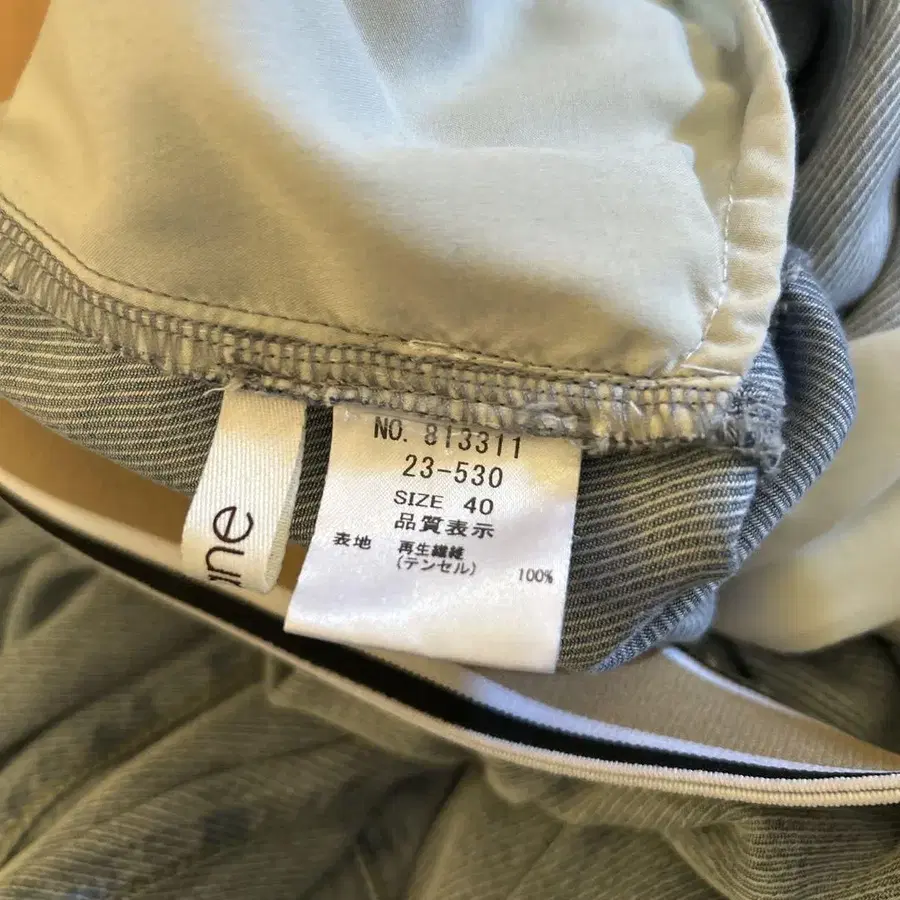 NO. 813311
23-530
SIZE 40
品質表示
表地 再生繊維
(テンセル) 100%